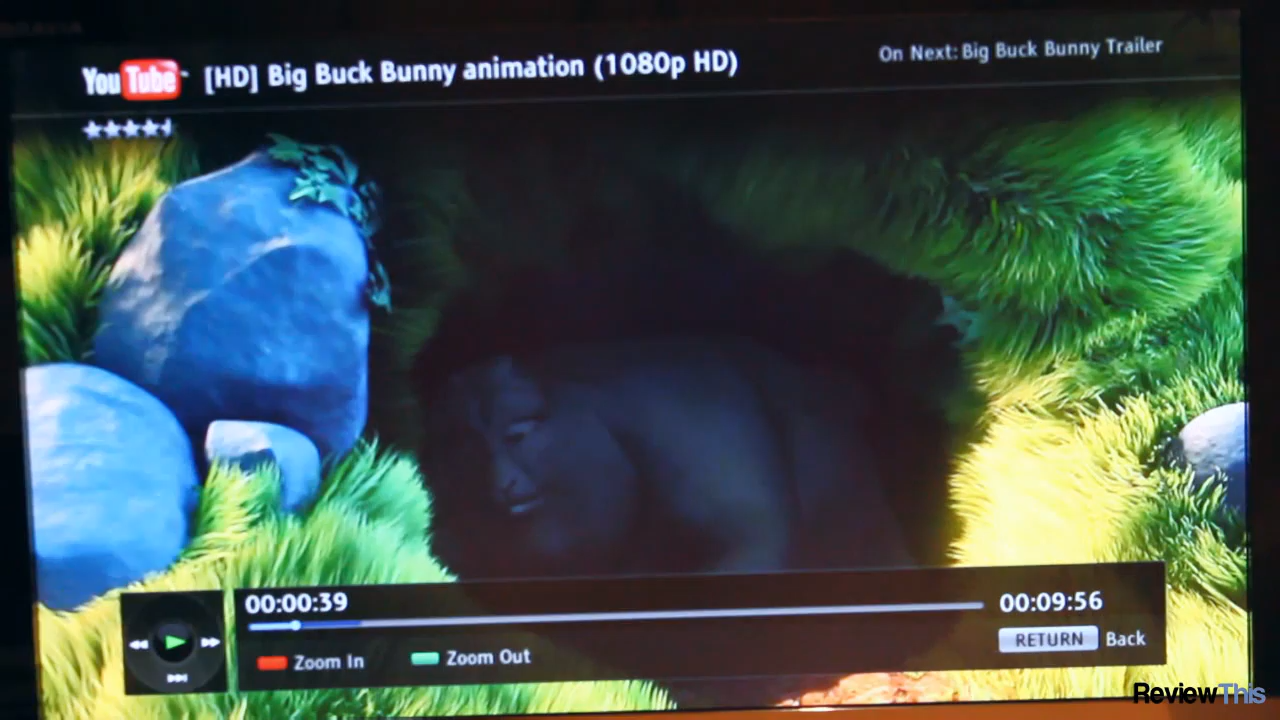 YouTube [HD] Big Buck Bunny animation (1080p HD)
On Next: Big Buck Bunny Trailer
00:00:39
00:09:56
Zoom In
Zoom Out
RETURN Back
ReviewThis